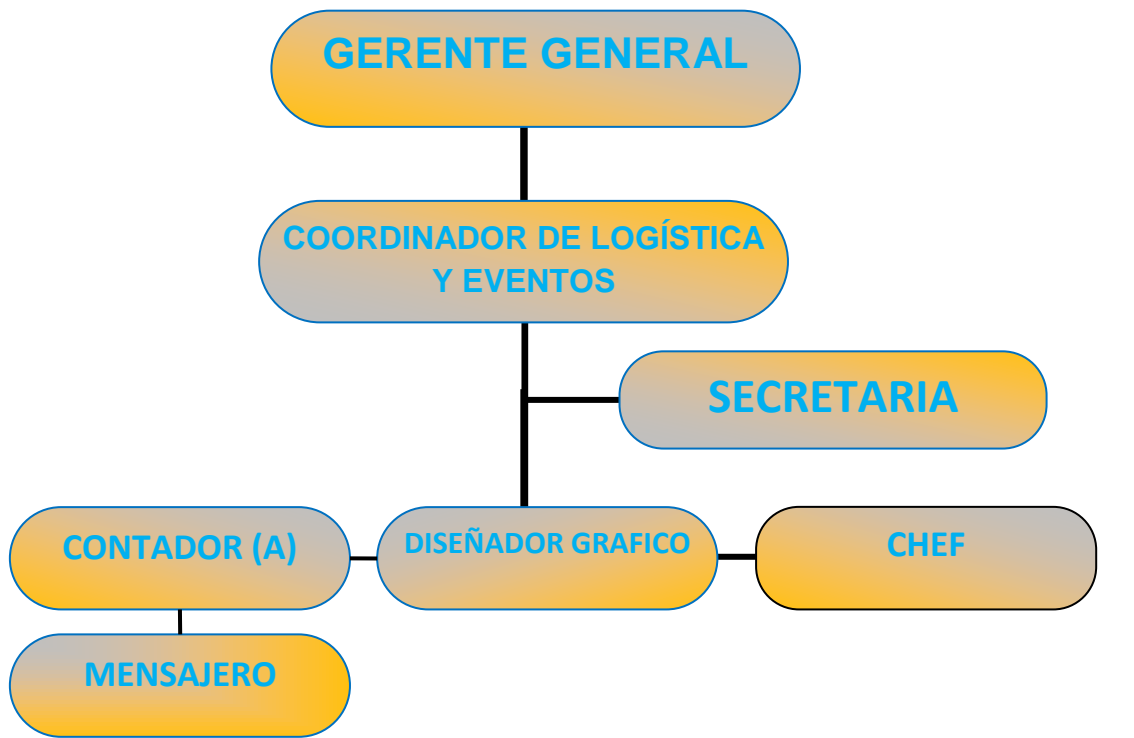 GERENTE GENERAL
COORDINADOR DE LOGÍSTICA
Y EVENTOS
SECRETARIA
CONTADOR (A)
DISEÑADOR GRAFICO
CHEF
MENSAJERO